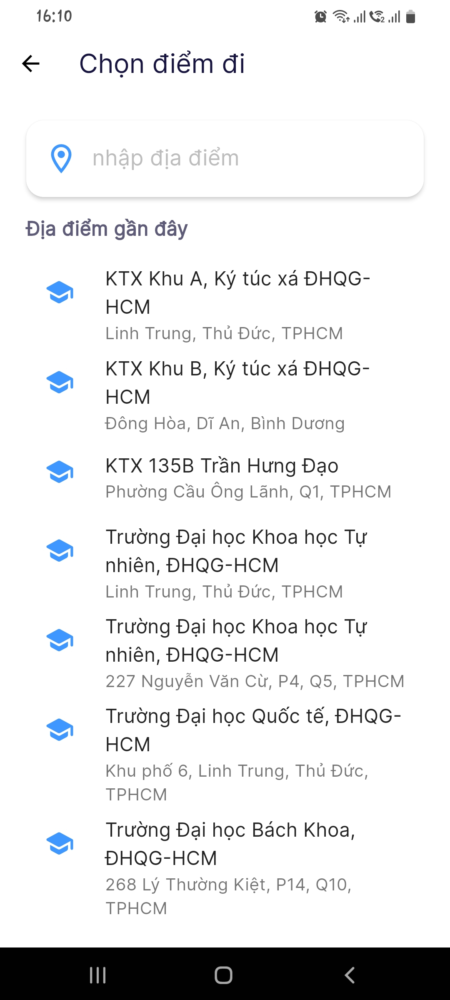 16:10
2
Chọn điểm đi
nhập địa điểm
Địa điểm gần đây
KTX Khu A, Ký túc xá ĐHQG-
HCM
Linh Trung, Thủ Đức, TPHCM
KTX Khu B, Ký túc xá ĐHQG-
HCM
Đông Hòa, Dĩ An, Bình Dương
KTX 135B Trần Hưng Đạo
Phường Cầu Ông Lãnh, Q1, TPHCM
Trường Đại học Khoa học Tự
nhiên, ĐHQG-HCM
Linh Trung, Thủ Đức, TPHCM
Trường Đại học Khoa học Tự
nhiên, ĐHQG-HCM
227 Nguyễn Văn Cừ, P4, Q5, TPHCM
Trường Đại học Quốc tế, ĐHQG-
HCM
Khu phố 6, Linh Trung, Thủ Đức,
TPHCM
Trường Đại học Bách Khoa,
ĐHQG-HCM
268 Lý Thường Kiệt, P14, Q10,
TPHCM